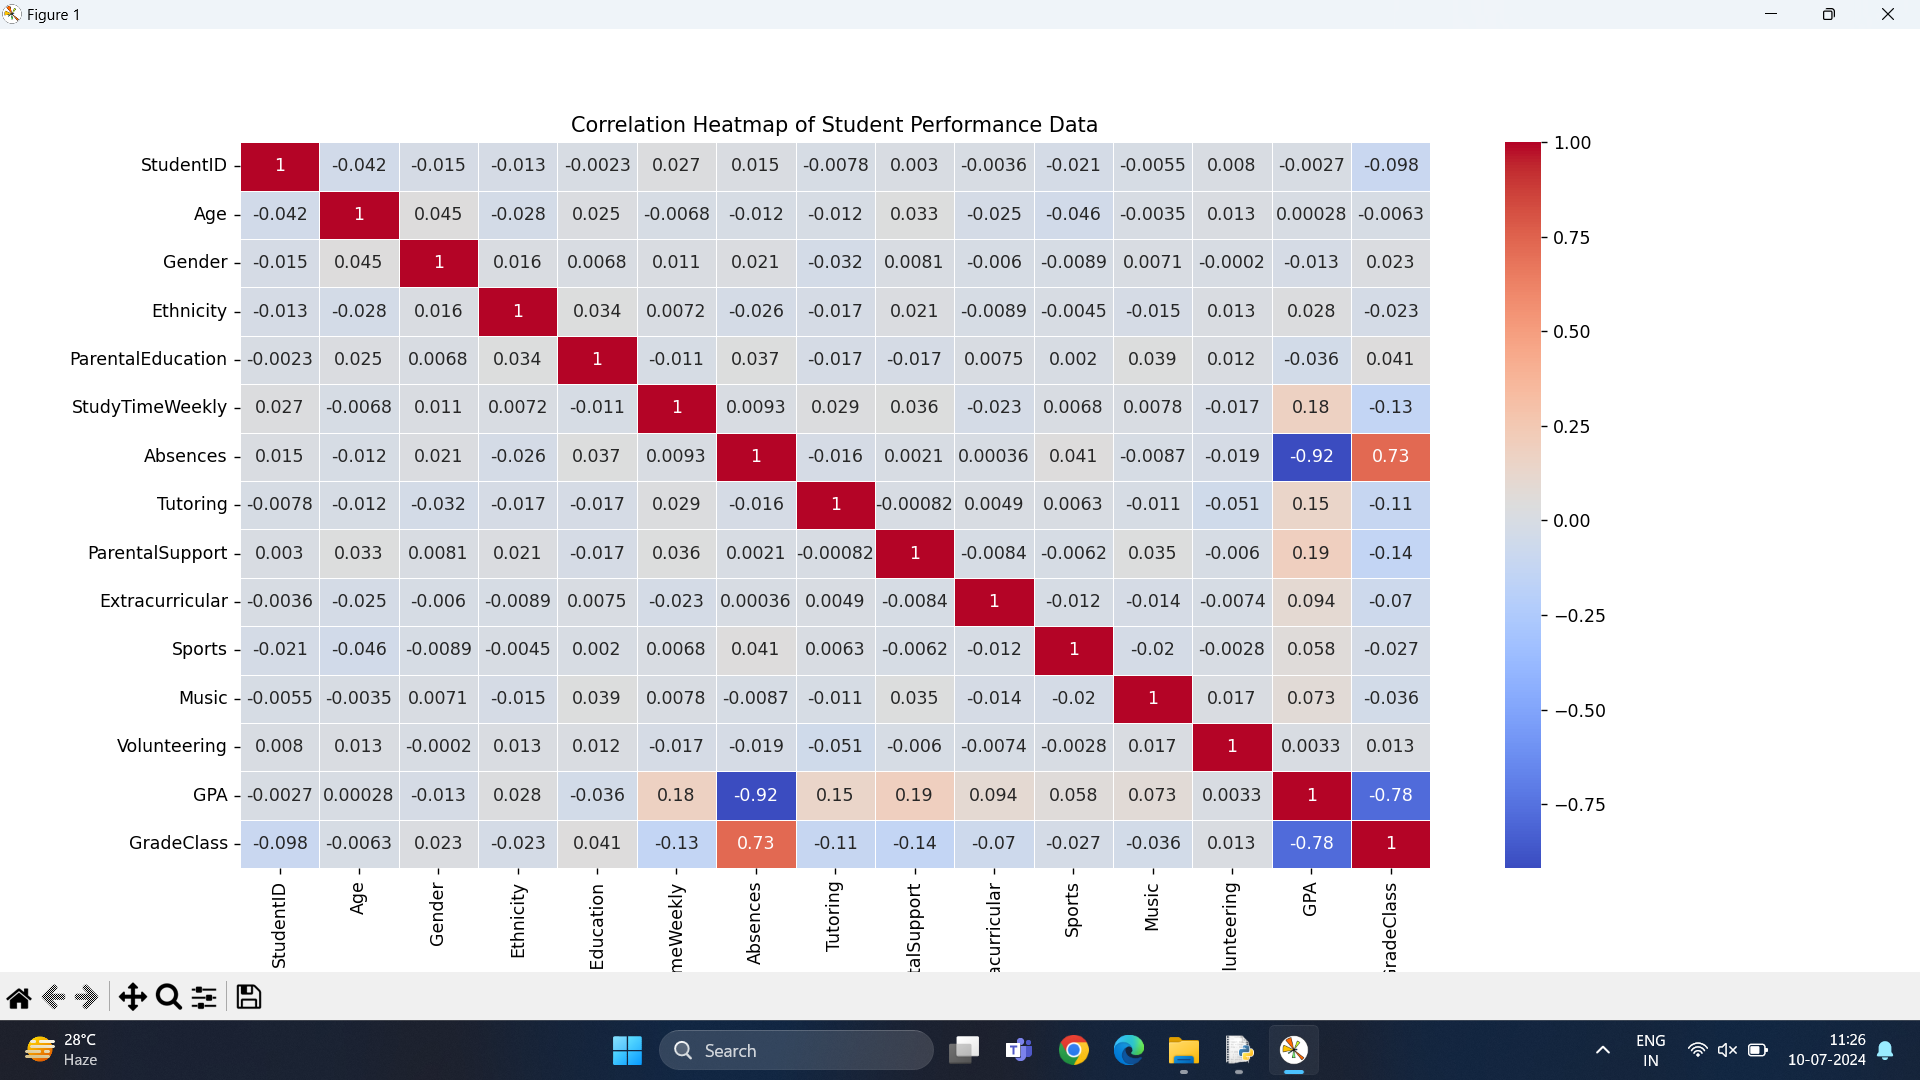 Figure 1
Correlation Heatmap of Student Performance Data
StudentID 1 -0.042 -0.015 -0.013 -0.0023 0.027 0.015 -0.0078 0.003 -0.0036 -0.021 -0.0055 0.008 -0.0027 -0.098
Age -0.042 1 0.045 -0.028 0.025 -0.0068 -0.012 -0.012 0.033 -0.025 -0.046 -0.0035 0.013 0.00028 -0.0063
Gender -0.015 0.045 1 0.016 0.0068 0.011 0.021 -0.032 0.0081 -0.006 -0.0089 0.0071 -0.0002 -0.013 0.023
Ethnicity -0.013 -0.028 0.016 1 0.034 0.0072 -0.026 -0.017 0.021 -0.0089 -0.0045 -0.015 0.013 0.028 -0.023
ParentalEducation -0.0023 0.025 0.0068 0.034 1 -0.011 0.037 -0.017 -0.017 0.0075 0.002 0.039 0.012 -0.036 0.041
StudyTimeWeekly 0.027 -0.0068 0.011 0.0072 -0.011 1 0.0093 0.029 0.036 -0.023 0.0068 0.0078 -0.017 0.18 -0.13
Absences 0.015 -0.012 0.021 -0.026 0.037 0.0093 1 -0.016 0.0021 0.00036 0.041 -0.0087 -0.019 -0.92 0.73
Tutoring -0.0078 -0.012 -0.032 -0.017 -0.017 0.029 -0.016 1 -0.00082 0.0049 0.0063 -0.011 -0.051 0.15 -0.11
ParentalSupport 0.003 0.033 0.0081 0.021 -0.017 0.036 0.0021 -0.00082 1 -0.0084 -0.0062 0.035 -0.006 0.19 -0.14
Extracurricular -0.0036 -0.025 -0.006 -0.0089 0.0075 -0.023 0.00036 0.0049 -0.0084 1 -0.012 -0.014 -0.0074 0.094 -0.07
Sports -0.021 -0.046 -0.0089 -0.0045 0.002 0.0068 0.041 0.0063 -0.0062 -0.012 1 -0.02 -0.0028 0.058 -0.027
Music -0.0055 -0.0035 0.0071 -0.015 0.039 0.0078 -0.0087 -0.011 0.035 -0.014 -0.02 1 0.017 0.073 -0.036
Volunteering 0.008 0.013 -0.0002 0.013 0.012 -0.017 -0.019 -0.051 -0.006 -0.0074 -0.0028 0.017 1 0.0033 0.013
GPA -0.0027 0.00028 -0.013 0.028 -0.036 0.18 -0.92 0.15 0.19 0.094 0.058 0.073 0.0033 1 -0.78
GradeClass -0.098 -0.0063 0.023 -0.023 0.041 -0.13 0.73 -0.11 -0.14 -0.07 -0.027 -0.036 0.013 -0.78 1
StudentID Age Gender Ethnicity Education meWeekly Absences Tutoring talSupport acurricular Sports Music lunteering GPA GradeClass
1.00
0.75
0.50
0.25
0.00
−0.25
−0.50
−0.75
28°C
Haze
Search
ENG
IN
11:26
10-07-2024